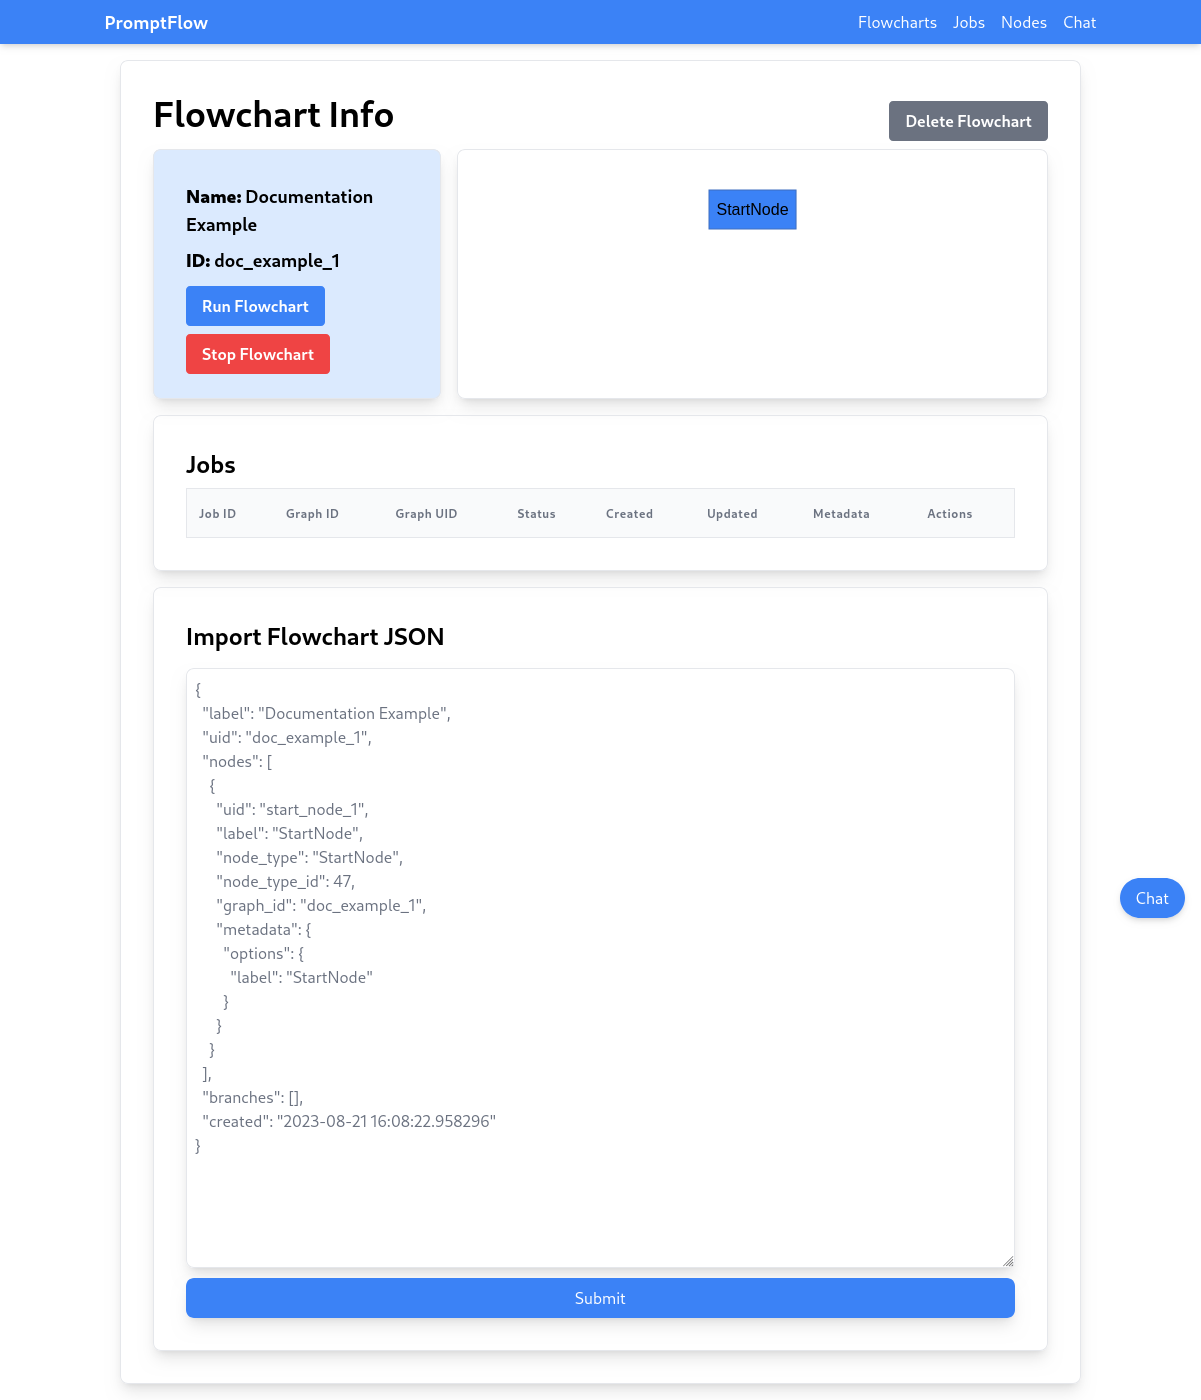 PromptFlow
Flowcharts Jobs Nodes Chat
Flowchart Info
Delete Flowchart
Name: Documentation
Example
ID: doc_example_1
Run Flowchart
Stop Flowchart
StartNode
Jobs
Job ID Graph ID Graph UID Status Created Updated Metadata Actions
Import Flowchart JSON
{
  "label": "Documentation Example",
  "uid": "doc_example_1",
  "nodes": [
    {
      "uid": "start_node_1",
      "label": "StartNode",
      "node_type": "StartNode",
      "node_type_id": 47,
      "graph_id": "doc_example_1",
      "metadata": {
        "options": {
          "label": "StartNode"
        }
      }
    }
  ],
  "branches": [],
  "created": "2023-08-21 16:08:22.958296"
}
Submit
Chat